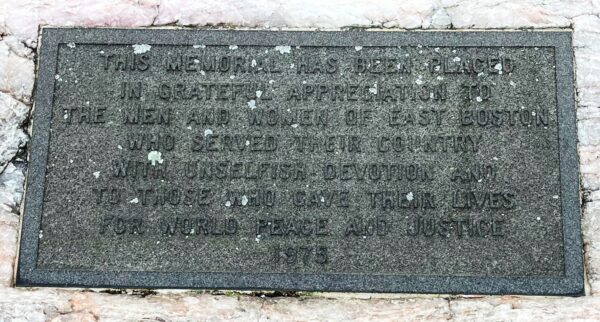 THIS MEMORIAL HAS BEEN PLACED
IN GRATEFUL APPRECIATION TO
THE MEN AND WOMEN OF EAST BOSTON
WHO SERVED THEIR COUNTRY
WITH UNSELFISH DEVOTION AND
TO THOSE WHO GAVE THEIR LIVES
FOR WORLD PEACE AND JUSTICE
1975